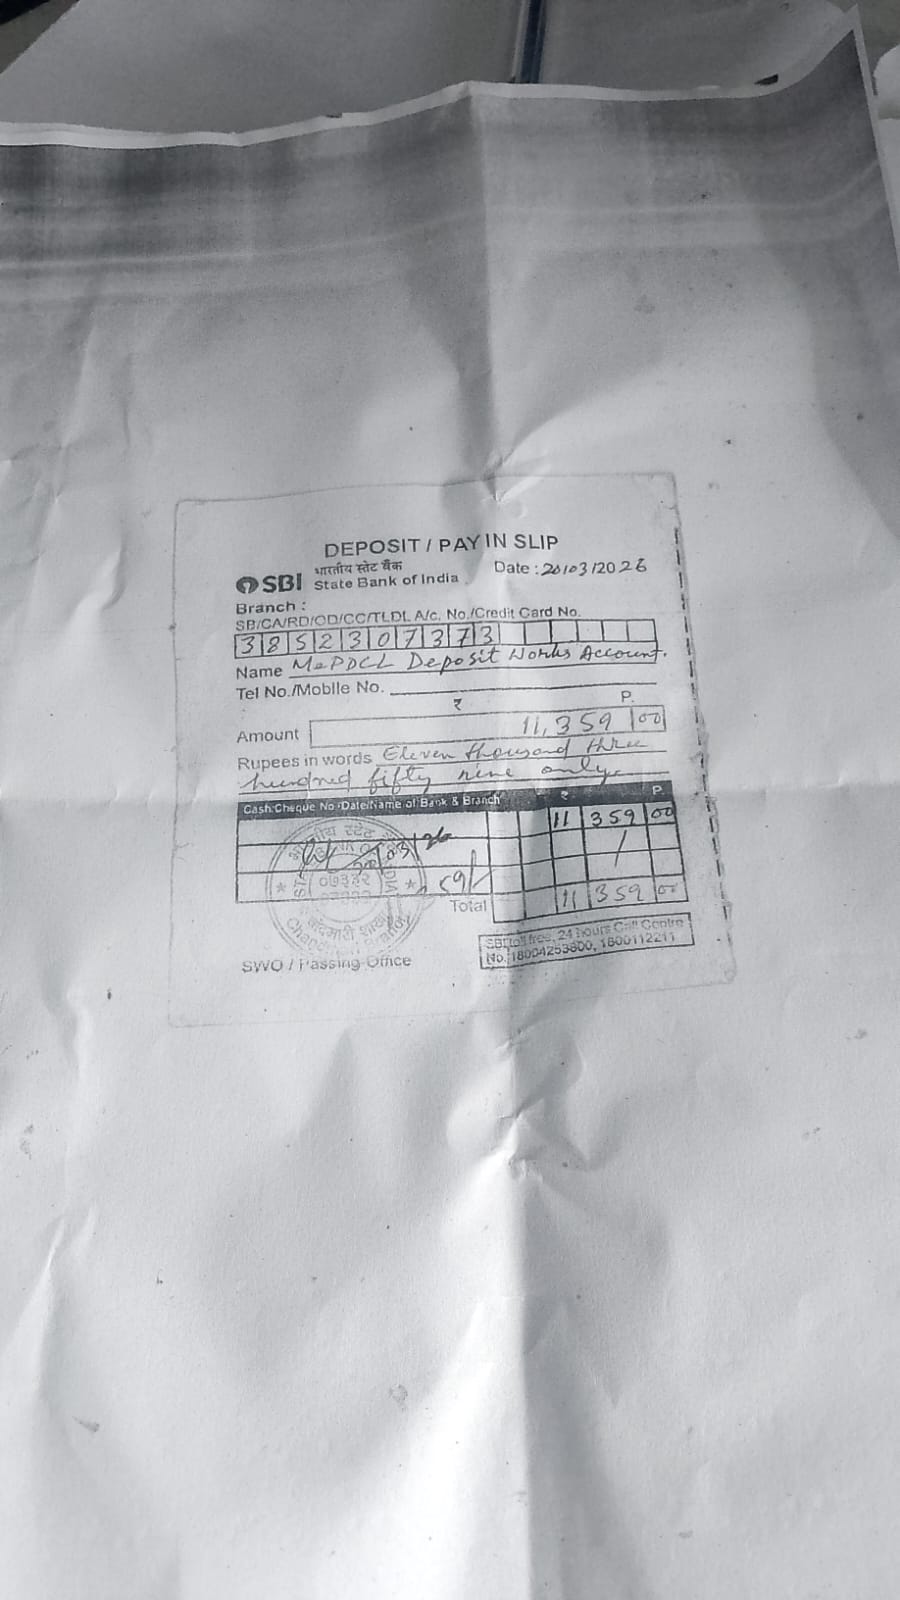 DEPOSIT / PAY IN SLIP
SBI भारतीय स्टेट बैंक
State Bank of India
Date : 20/03/2026
Branch :
SB/CA/RD/OD/CC/TL/DL A/c. No./Credit Card No.
38523073 73
Name MePDCL Deposit Works Account.
Tel No./Mobile No.
₹ P.
Amount 11,359 00
Rupees in words Eleven thousand three
hundred fifty nine only
Cash:Cheque No./Date/Name of Bank & Branch ₹ P.
11 359 00
03/26
Total 11 359 00
SWO / Passing Office
SBI toll free, 24 hours Call Centre
No. 18004253800, 1800112211